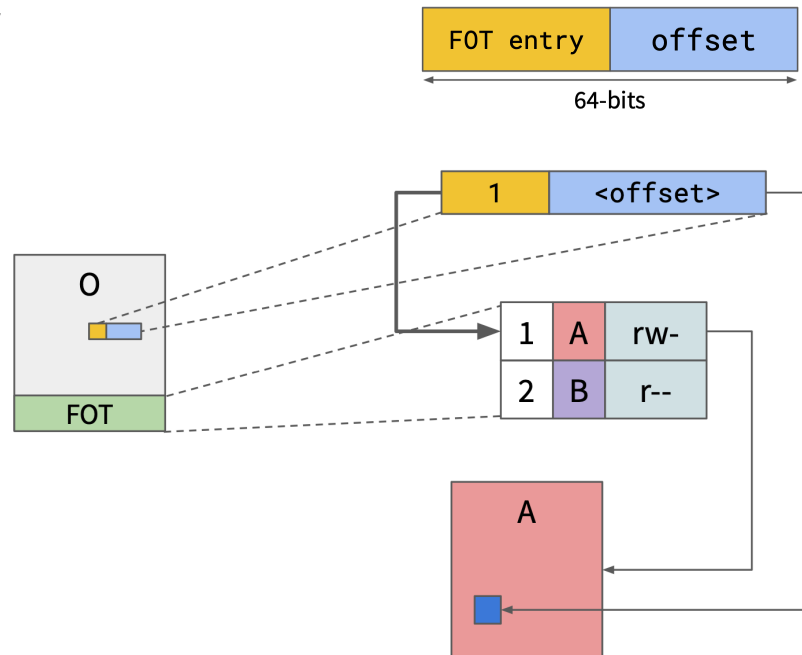 FOT entry offset
64-bits
1 <offset>
O
FOT
1 A rw-
2 B r--
A